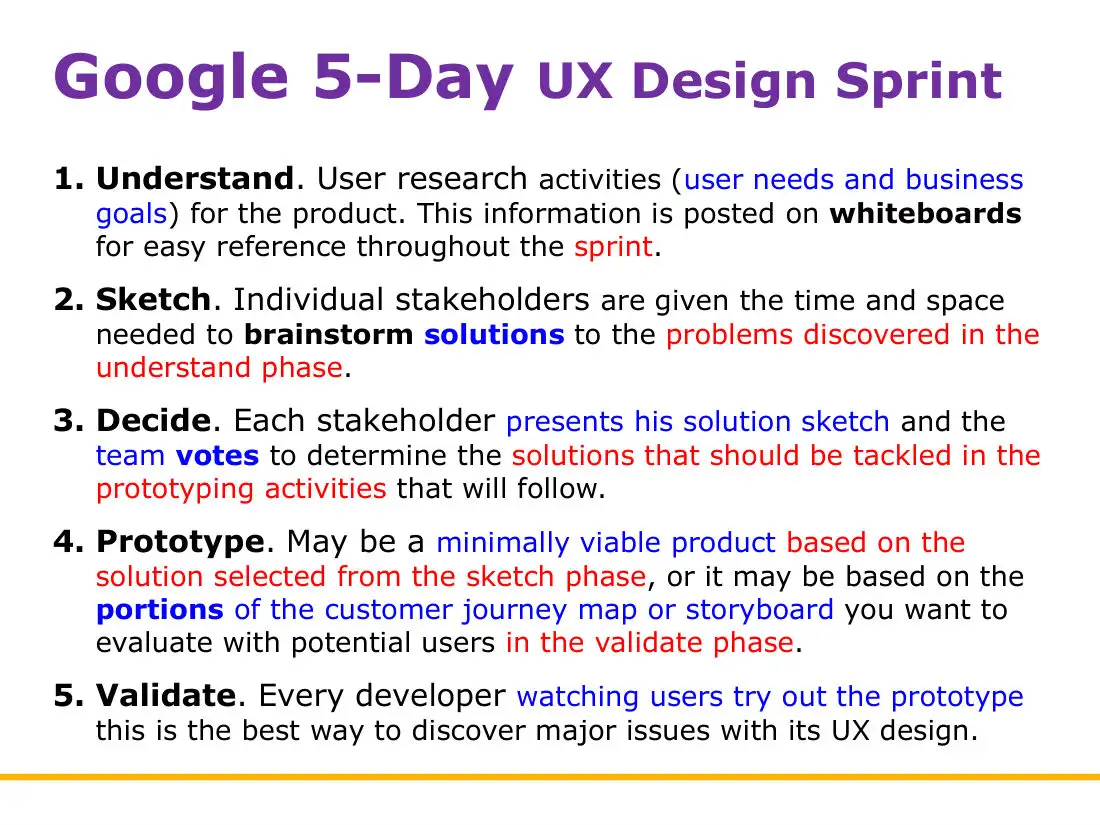 Google 5-Day UX Design Sprint
1. Understand. User research activities (user needs and business
goals) for the product. This information is posted on whiteboards
for easy reference throughout the sprint.
2. Sketch. Individual stakeholders are given the time and space
needed to brainstorm solutions to the problems discovered in the
understand phase.
3. Decide. Each stakeholder presents his solution sketch and the
team votes to determine the solutions that should be tackled in the
prototyping activities that will follow.
4. Prototype. May be a minimally viable product based on the
solution selected from the sketch phase, or it may be based on the
portions of the customer journey map or storyboard you want to
evaluate with potential users in the validate phase.
5. Validate. Every developer watching users try out the prototype
this is the best way to discover major issues with its UX design.